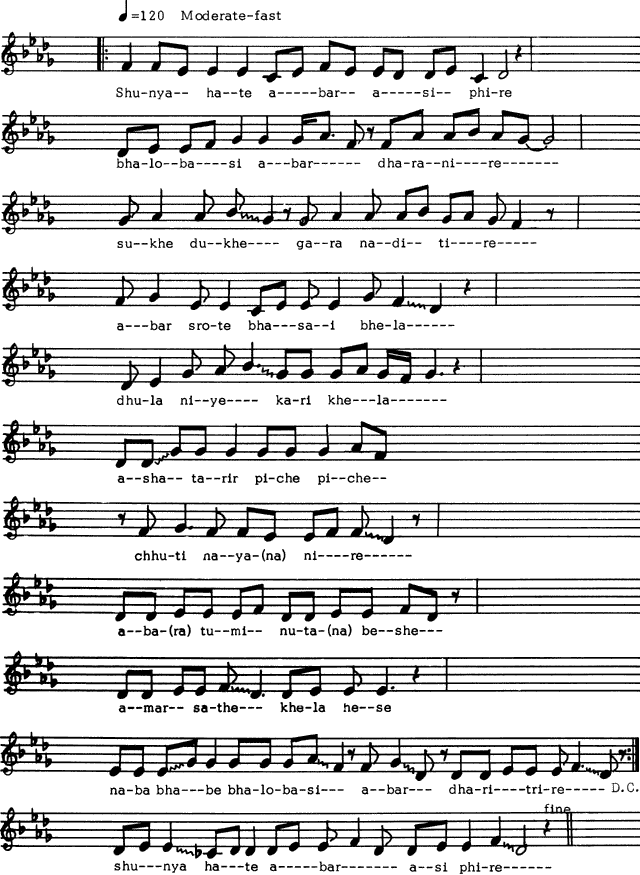 ♩=120 Moderate-fast
Shu-nya-- ha--te a-----bar-- a-----si-- phi-re
bha-lo-ba----si a-bar------ dha-ra-ni--re-------
su--khe du--khe---- ga--ra na--di-- ti----re-----
a---bar sro-te bha---sa--i bhe-la------
dhu-la ni--ye---- ka-ri khe---la-------
a--sha-- ta--rir pi-che pi--che--
chhu-ti na--ya-(na) ni----re------
a--ba-(ra) tu--mi-- nu-ta-(na) be--she---
a--mar-- sa-the---- khe-la he--se
na-ba bha---be bha-lo-ba-si--- a--bar-- dha-ri----tri-re----- D.C.
fine
shu---nya ha--te a-----bar------- a--si phi-re------